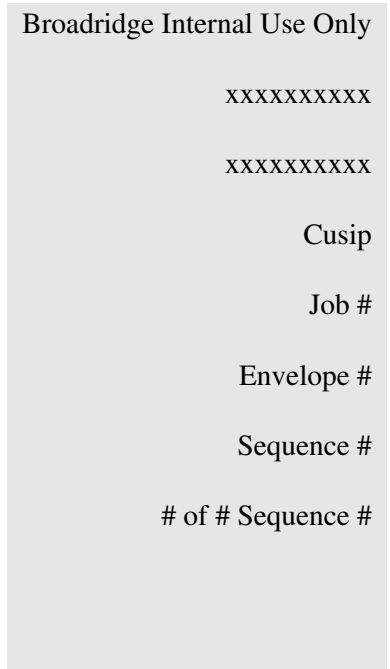 Broadridge Internal Use Only
xxxxxxxxxx
xxxxxxxxxx
Cusip
Job #
Envelope #
Sequence #
# of # Sequence #